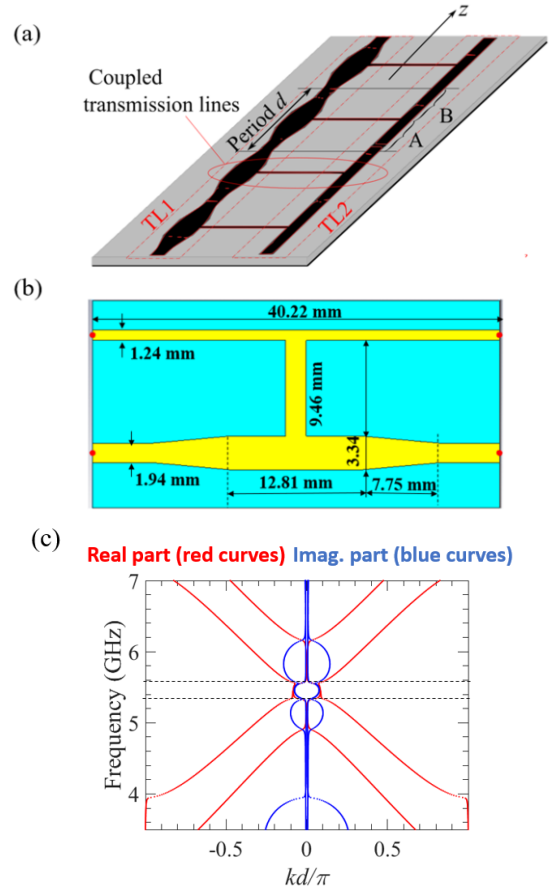 (a)
z
Coupled
transmission lines
Period d
B
A
TL1
TL2
(b)
40.22 mm
1.24 mm
9.46 mm
3.34
1.94 mm
12.81 mm
7.75 mm
(c)
Real part (red curves) Imag. part (blue curves)
Frequency (GHz)
7
6
5
4
-0.5 0 0.5
kd/π